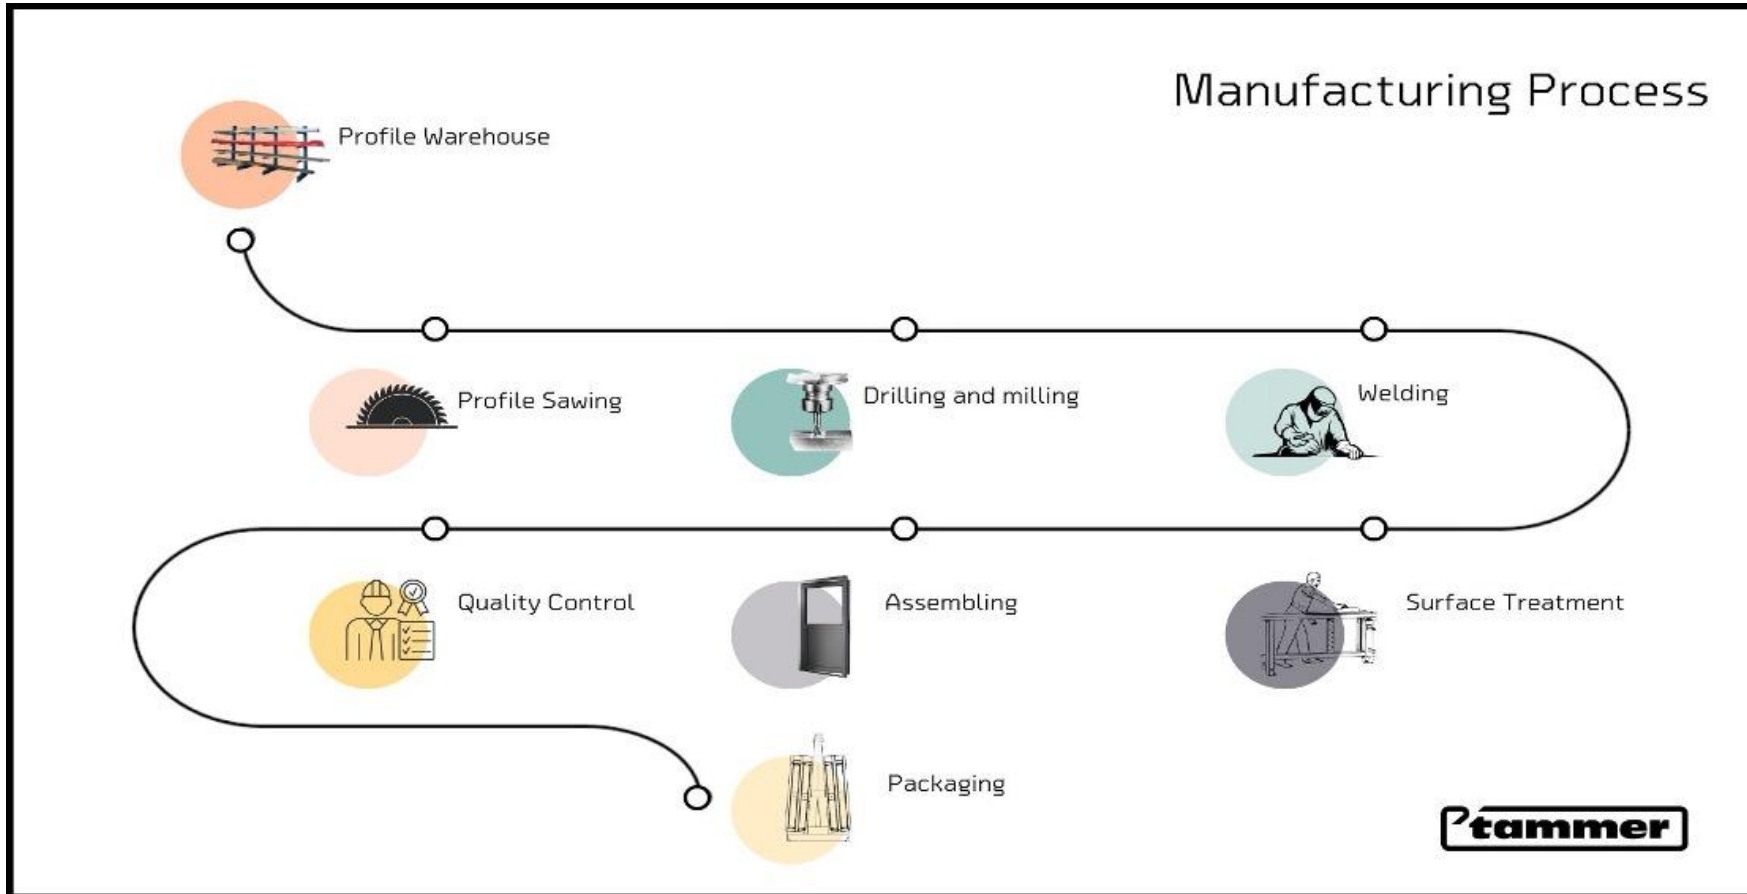 Manufacturing Process
Profile Warehouse
Profile Sawing
Drilling and milling
Welding
Quality Control
Assembling
Surface Treatment
Packaging
tammer